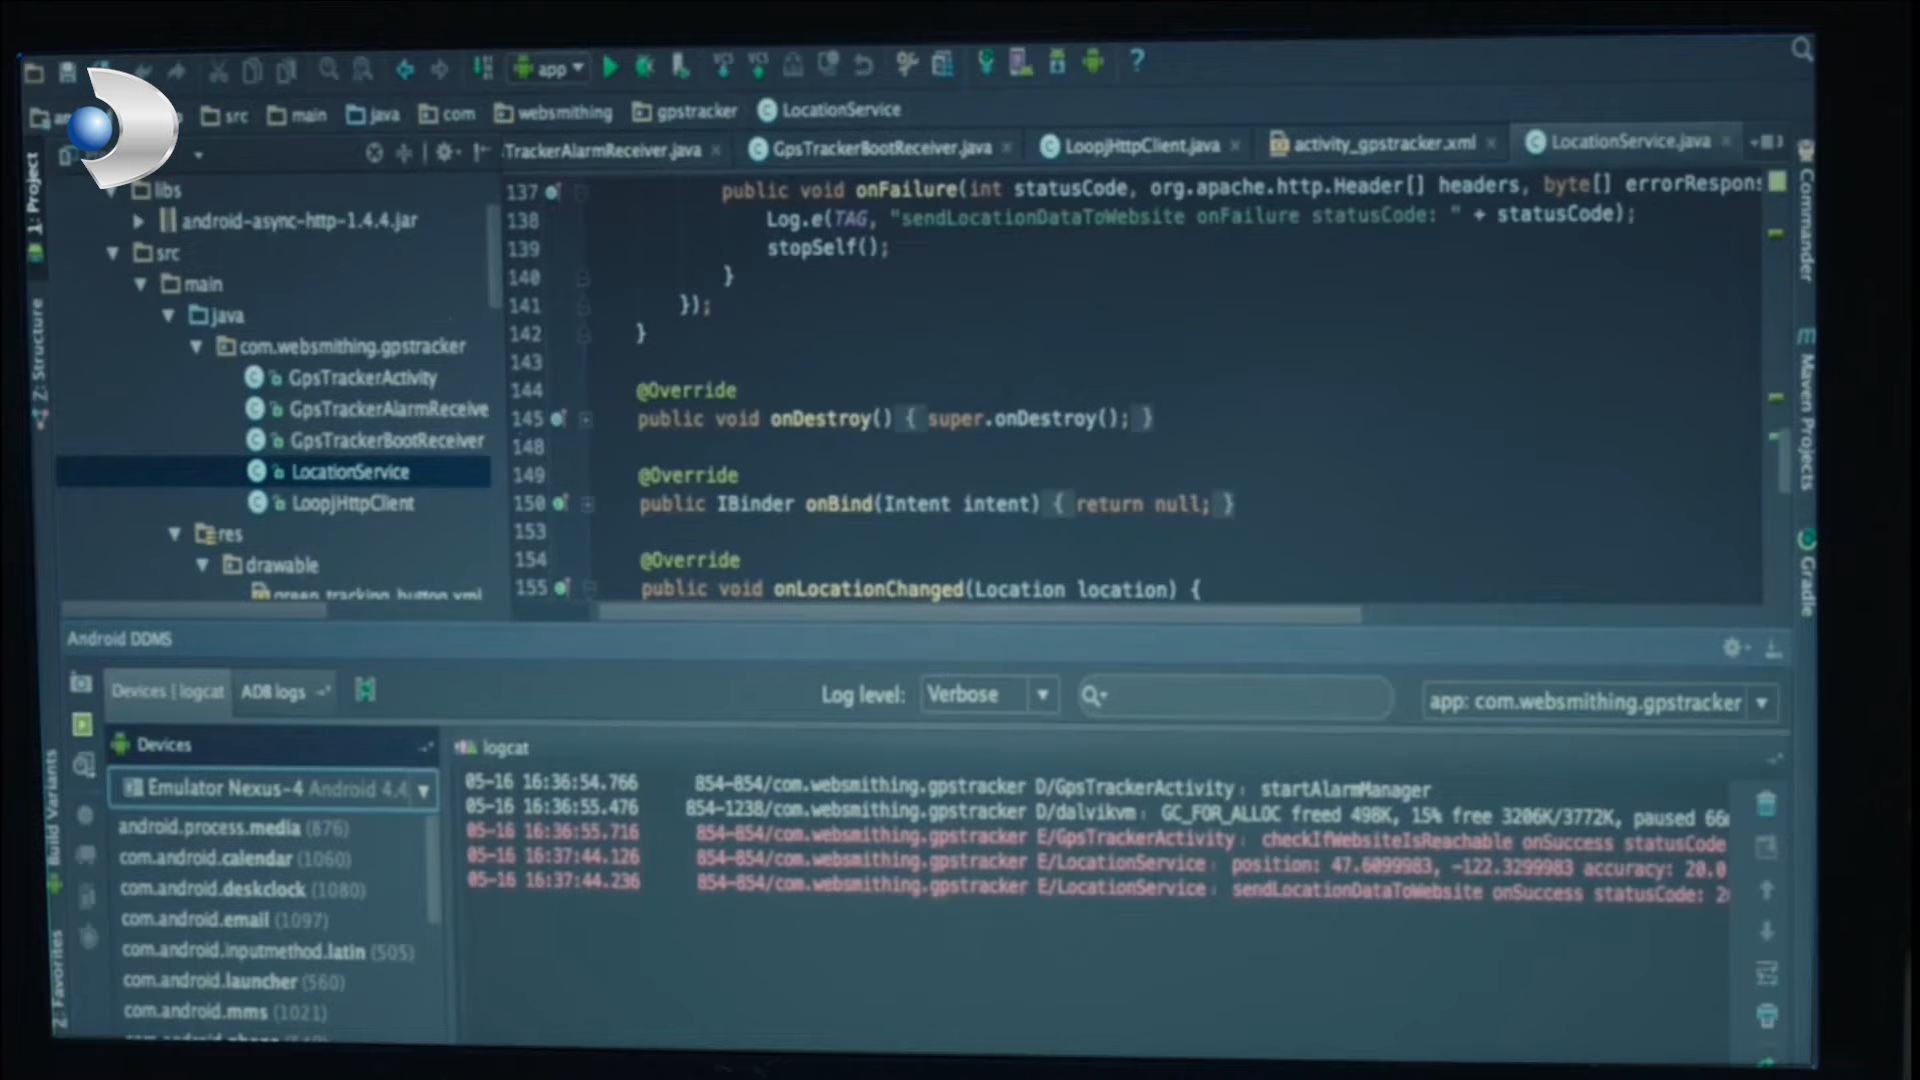 app
VCS VCS
?
src main java com websmithing gpstracker LocationService
TrackerAlarmReceiver.java GpsTrackerBootReceiver.java LoopjHttpClient.java activity_gpstracker.xml LocationService.java
1: Project
Z: Structure
Build Variants
2: Favorites
libs
android-async-http-1.4.4.jar
src
main
java
com.websmithing.gpstracker
GpsTrackerActivity
GpsTrackerAlarmReceive
GpsTrackerBootReceiver
LocationService
LoopjHttpClient
res
drawable
green_tracking_button.xml
137 public void onFailure(int statusCode, org.apache.http.Header[] headers, byte[] errorRespons
138 Log.e(TAG, "sendLocationDataToWebsite onFailure statusCode: " + statusCode);
139 stopSelf();
140 }
141 });
142 }
143
144 @Override
145 public void onDestroy() { super.onDestroy(); }
148
149 @Override
150 public IBinder onBind(Intent intent) { return null; }
153
154 @Override
155 public void onLocationChanged(Location location) {
Commander
m Maven Projects
Gradle
Android DDMS
Devices | logcat ADB logs
Log level: Verbose
app: com.websmithing.gpstracker
Devices
Emulator Nexus-4 Android 4.4
android.process.media (876)
com.android.calendar (1060)
com.android.deskclock (1080)
com.android.email (1097)
com.android.inputmethod.latin (505)
com.android.launcher (560)
com.android.mms (1021)
logcat
05-16 16:36:54.766 854-854/com.websmithing.gpstracker D/GpsTrackerActivity: startAlarmManager
05-16 16:36:55.476 854-1238/com.websmithing.gpstracker D/dalvikvm: GC_FOR_ALLOC freed 498K, 15% free 3206K/3772K, paused 66m
05-16 16:36:55.716 854-854/com.websmithing.gpstracker E/GpsTrackerActivity: checkIfWebsiteIsReachable onSuccess statusCode
05-16 16:37:44.126 854-854/com.websmithing.gpstracker E/LocationService: position: 47.6099983, -122.3299983 accuracy: 20.0
05-16 16:37:44.236 854-854/com.websmithing.gpstracker E/LocationService: sendLocationDataToWebsite onSuccess statusCode: 2